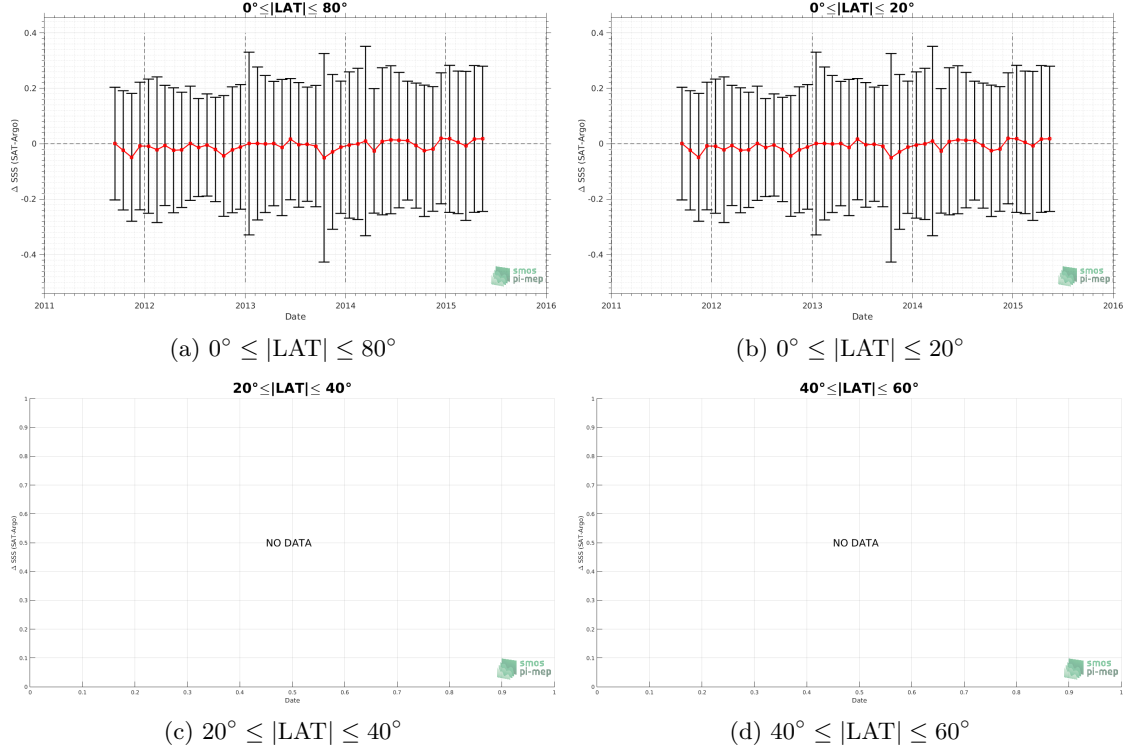 0°≤|LAT|≤ 80°
0.4
0.2
0
-0.2
-0.4
Δ SSS (SAT-Argo)
2011 2012 2013 2014 2015 2016
Date
smos
pi-mep
(a) 0° ≤ |LAT| ≤ 80°
0°≤|LAT|≤ 20°
0.4
0.2
0
-0.2
-0.4
Δ SSS (SAT-Argo)
2011 2012 2013 2014 2015 2016
Date
smos
pi-mep
(b) 0° ≤ |LAT| ≤ 20°
20°≤|LAT|≤ 40°
1
0.9
0.8
0.7
0.6
0.5
0.4
0.3
0.2
0.1
0
Δ SSS (SAT-Argo)
NO DATA
0 0.1 0.2 0.3 0.4 0.5 0.6 0.7 0.8 0.9 1
Date
smos
pi-mep
(c) 20° ≤ |LAT| ≤ 40°
40°≤|LAT|≤ 60°
1
0.9
0.8
0.7
0.6
0.5
0.4
0.3
0.2
0.1
0
Δ SSS (SAT-Argo)
NO DATA
0 0.1 0.2 0.3 0.4 0.5 0.6 0.7 0.8 0.9 1
Date
smos
pi-mep
(d) 40° ≤ |LAT| ≤ 60°